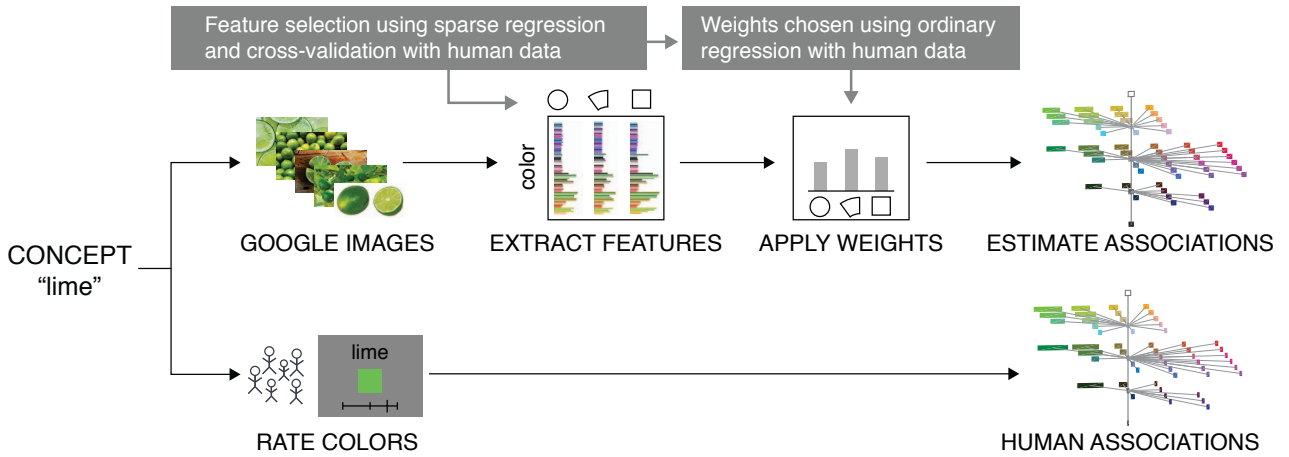 Feature selection using sparse regression
and cross-validation with human data
Weights chosen using ordinary
regression with human data
color
GOOGLE IMAGES
EXTRACT FEATURES
APPLY WEIGHTS
ESTIMATE ASSOCIATIONS
CONCEPT
“lime”
lime
RATE COLORS
HUMAN ASSOCIATIONS